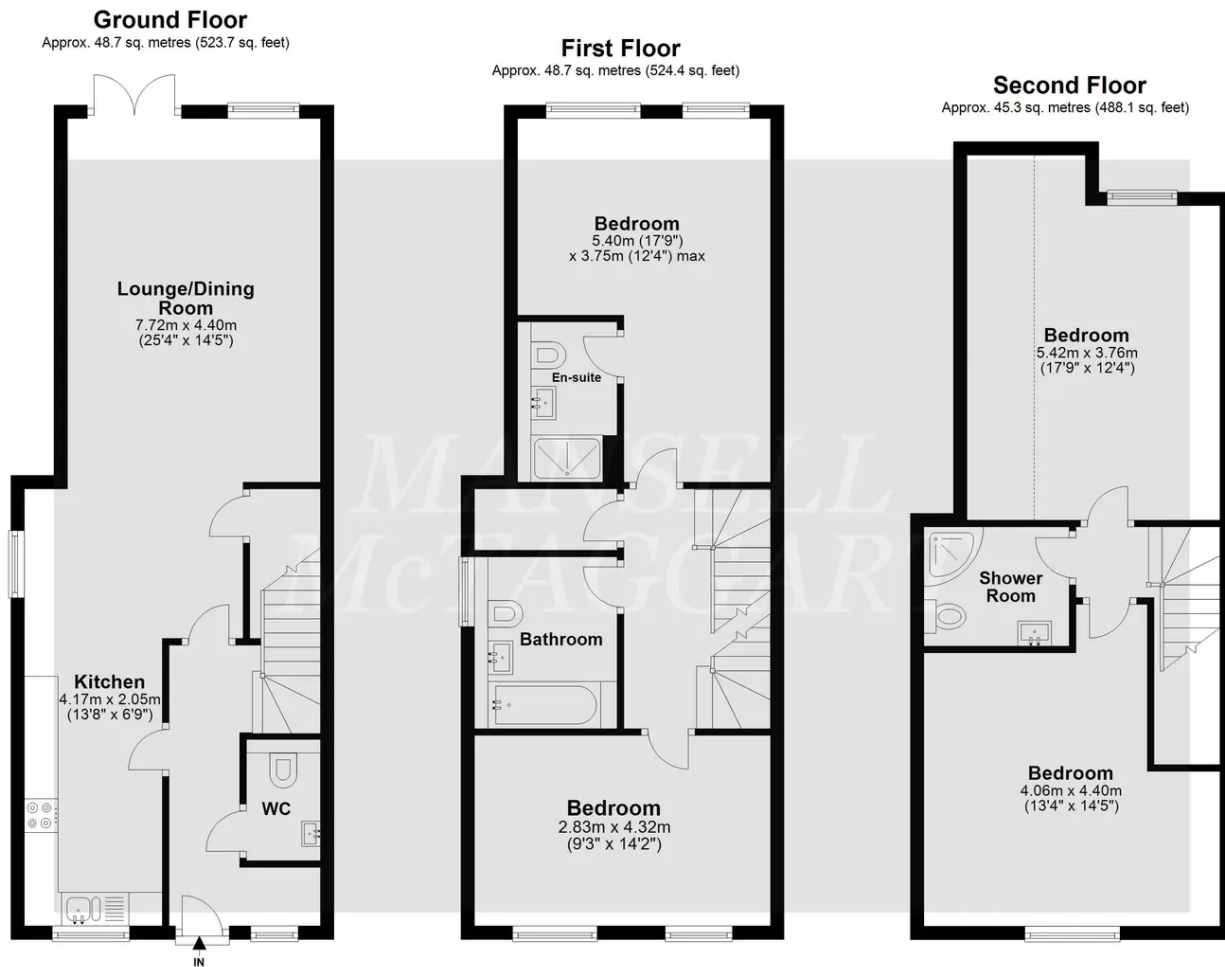 Ground Floor
Approx. 48.7 sq. metres (523.7 sq. feet)
Lounge/Dining
Room
7.72m x 4.40m
(25'4" x 14'5")
Kitchen
4.17m x 2.05m
(13'8" x 6'9")
WC
IN
First Floor
Approx. 48.7 sq. metres (524.4 sq. feet)
Bedroom
5.40m (17'9")
x 3.75m (12'4") max
En-suite
Bathroom
Bedroom
2.83m x 4.32m
(9'3" x 14'2")
Second Floor
Approx. 45.3 sq. metres (488.1 sq. feet)
Bedroom
5.42m x 3.76m
(17'9" x 12'4")
Shower
Room
Bedroom
4.06m x 4.40m
(13'4" x 14'5")
MANSELL
McTAGGART